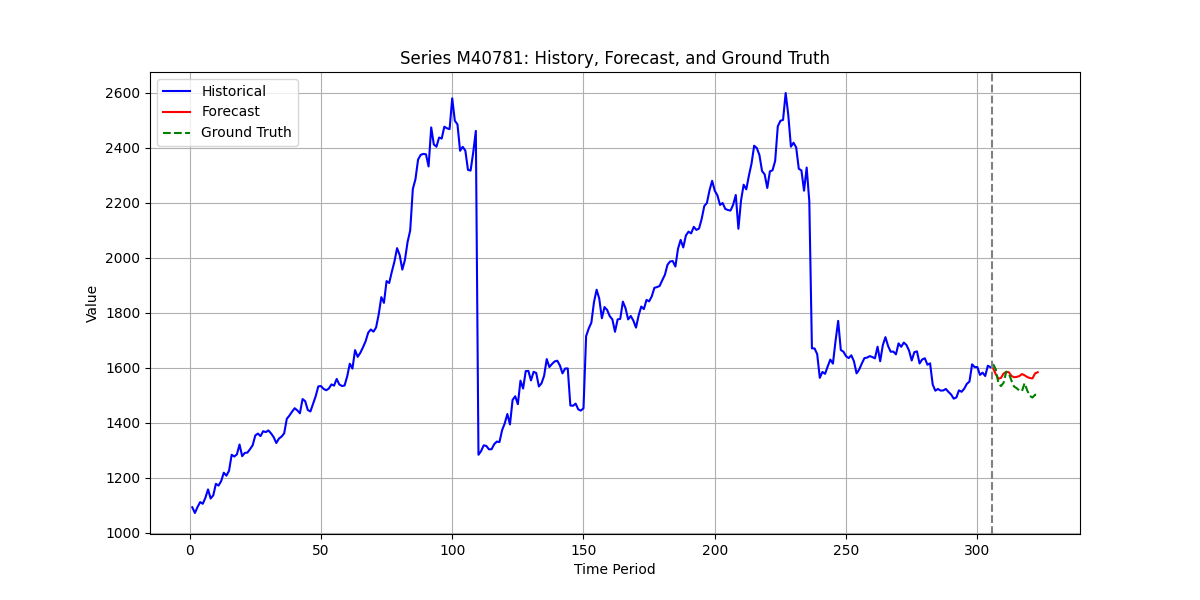 Series M40781: History, Forecast, and Ground Truth
Historical
Forecast
Ground Truth
2600
2400
2200
2000
1800
1600
1400
1200
1000
Value
0 50 100 150 200 250 300
Time Period